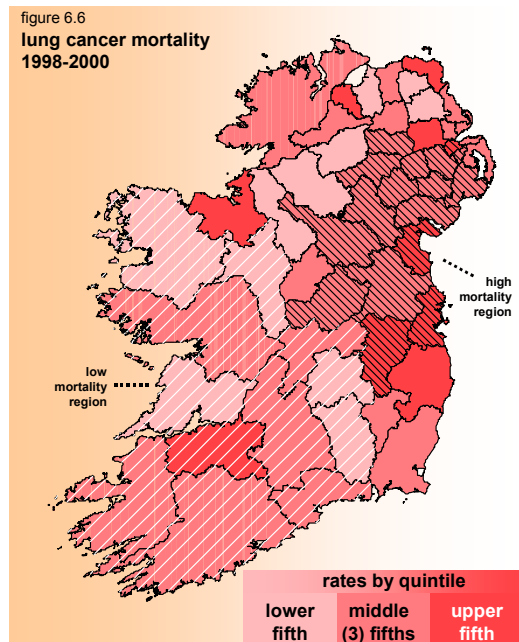 figure 6.6
lung cancer mortality
1998-2000
high
mortality
region
low
mortality
region
rates by quintile
lower
fifth
middle
(3) fifths
upper
fifth